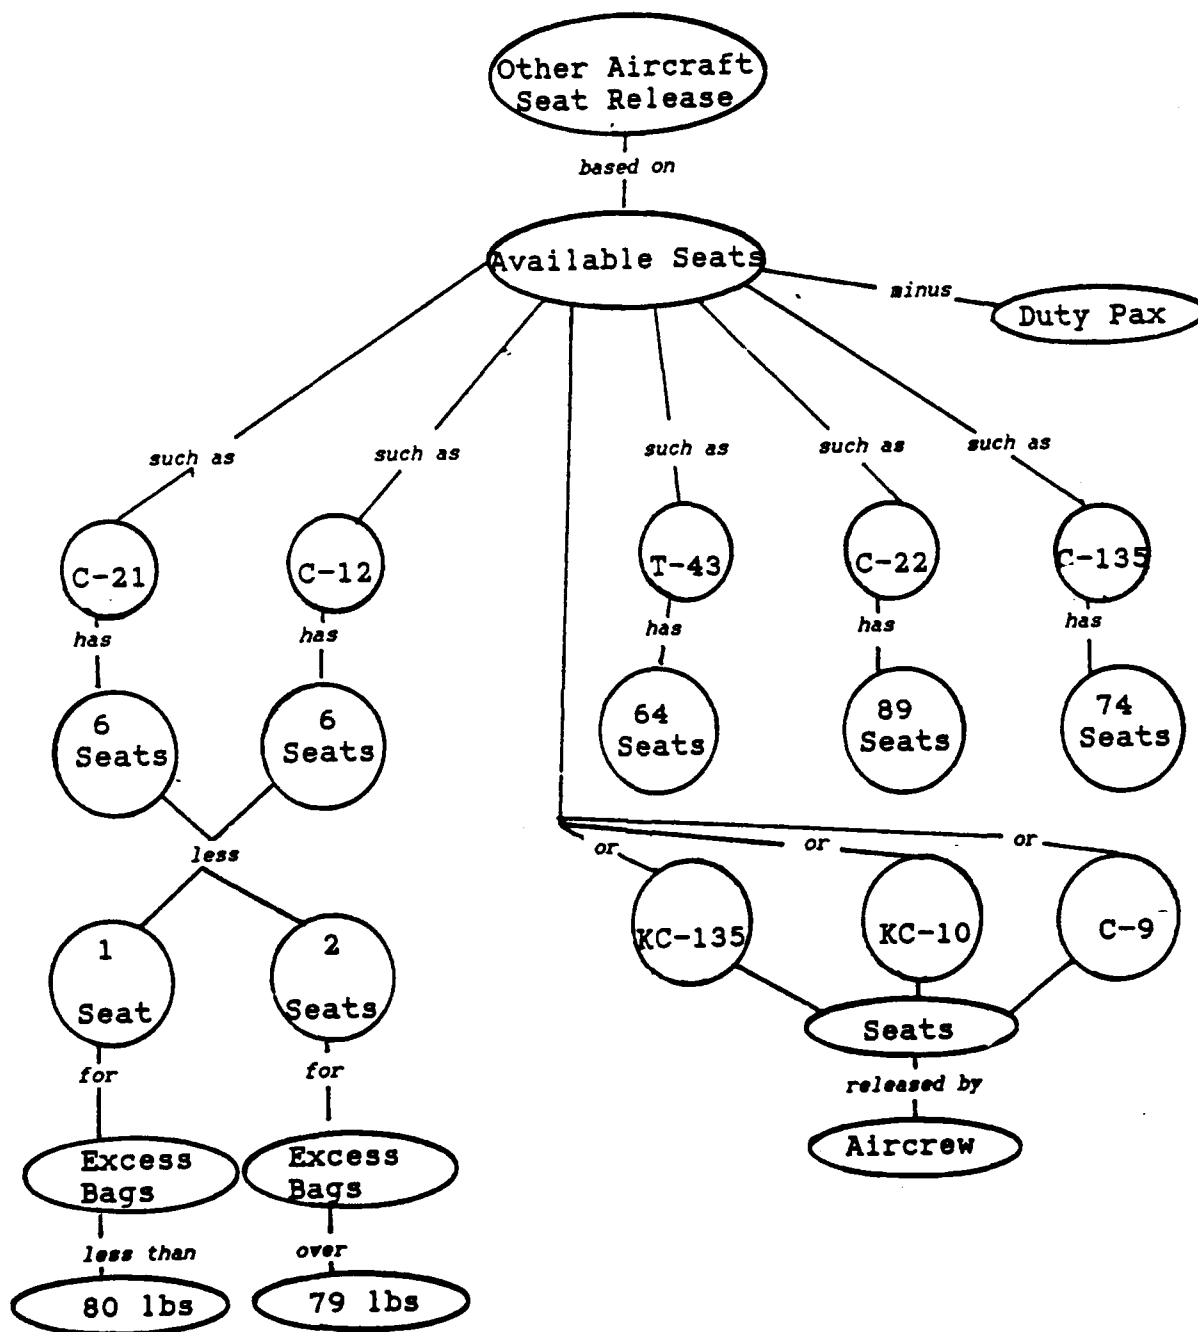 Other Aircraft
Seat Release
based on
Available Seats
minus
Duty Pax
such as
such as
such as
such as
such as
C-21
C-12
T-43
C-22
C-135
has
has
has
has
has
6
Seats
6
Seats
64
Seats
89
Seats
74
Seats
less
or
or
or
1
Seat
2
Seats
KC-135
KC-10
C-9
Seats
for
for
released by
Excess
Bags
Excess
Bags
Aircrew
less than
over
80 lbs
79 lbs